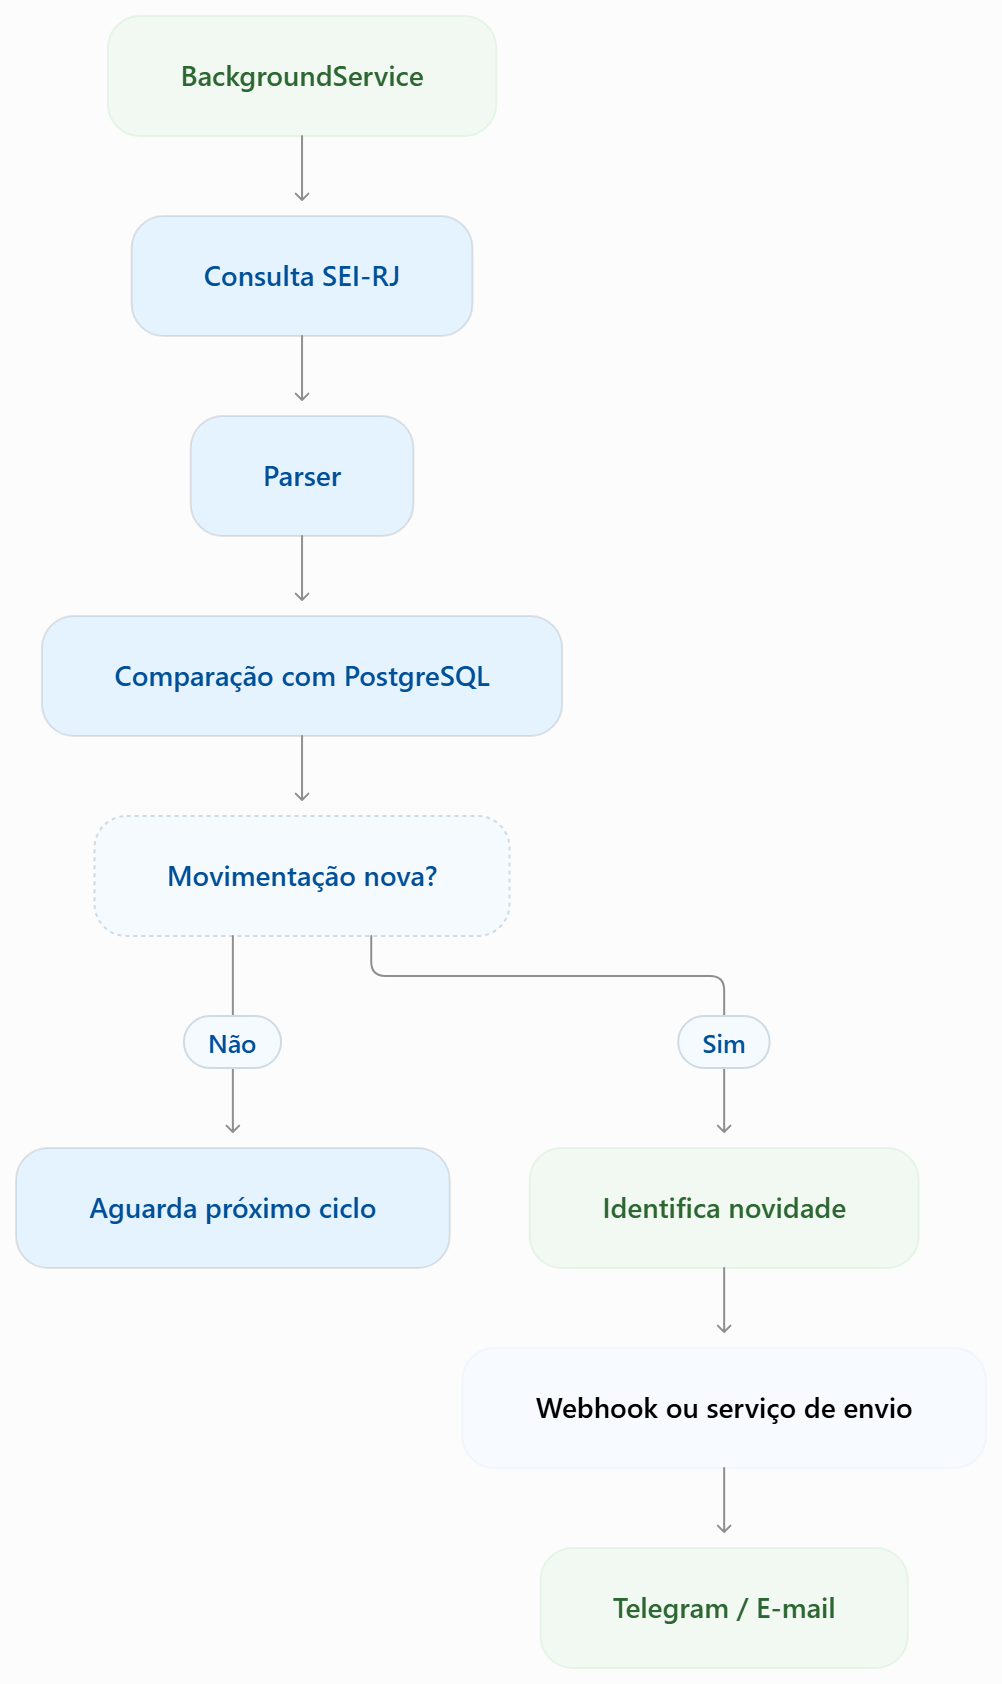 BackgroundService
Consulta SEI-RJ
Parser
Comparação com PostgreSQL
Movimentação nova?
Não
Sim
Aguarda próximo ciclo
Identifica novidade
Webhook ou serviço de envio
Telegram / E-mail